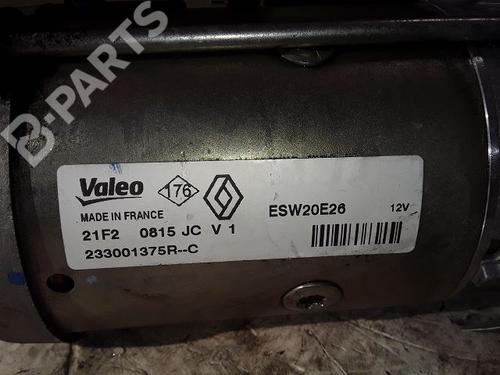 B-PARTS
Valeo 176 ESW20E26 12V
MADE IN FRANCE
21F2 0815 JC V 1
233001375R--C